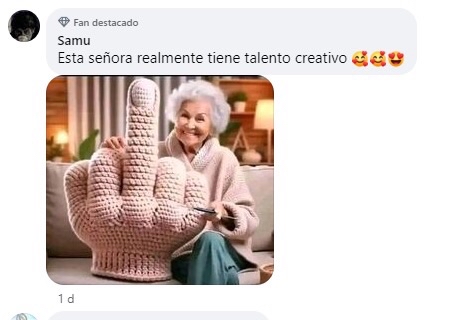 Fan destacado
Samu
Esta señora realmente tiene talento creativo 🥰🥰😍
1 d